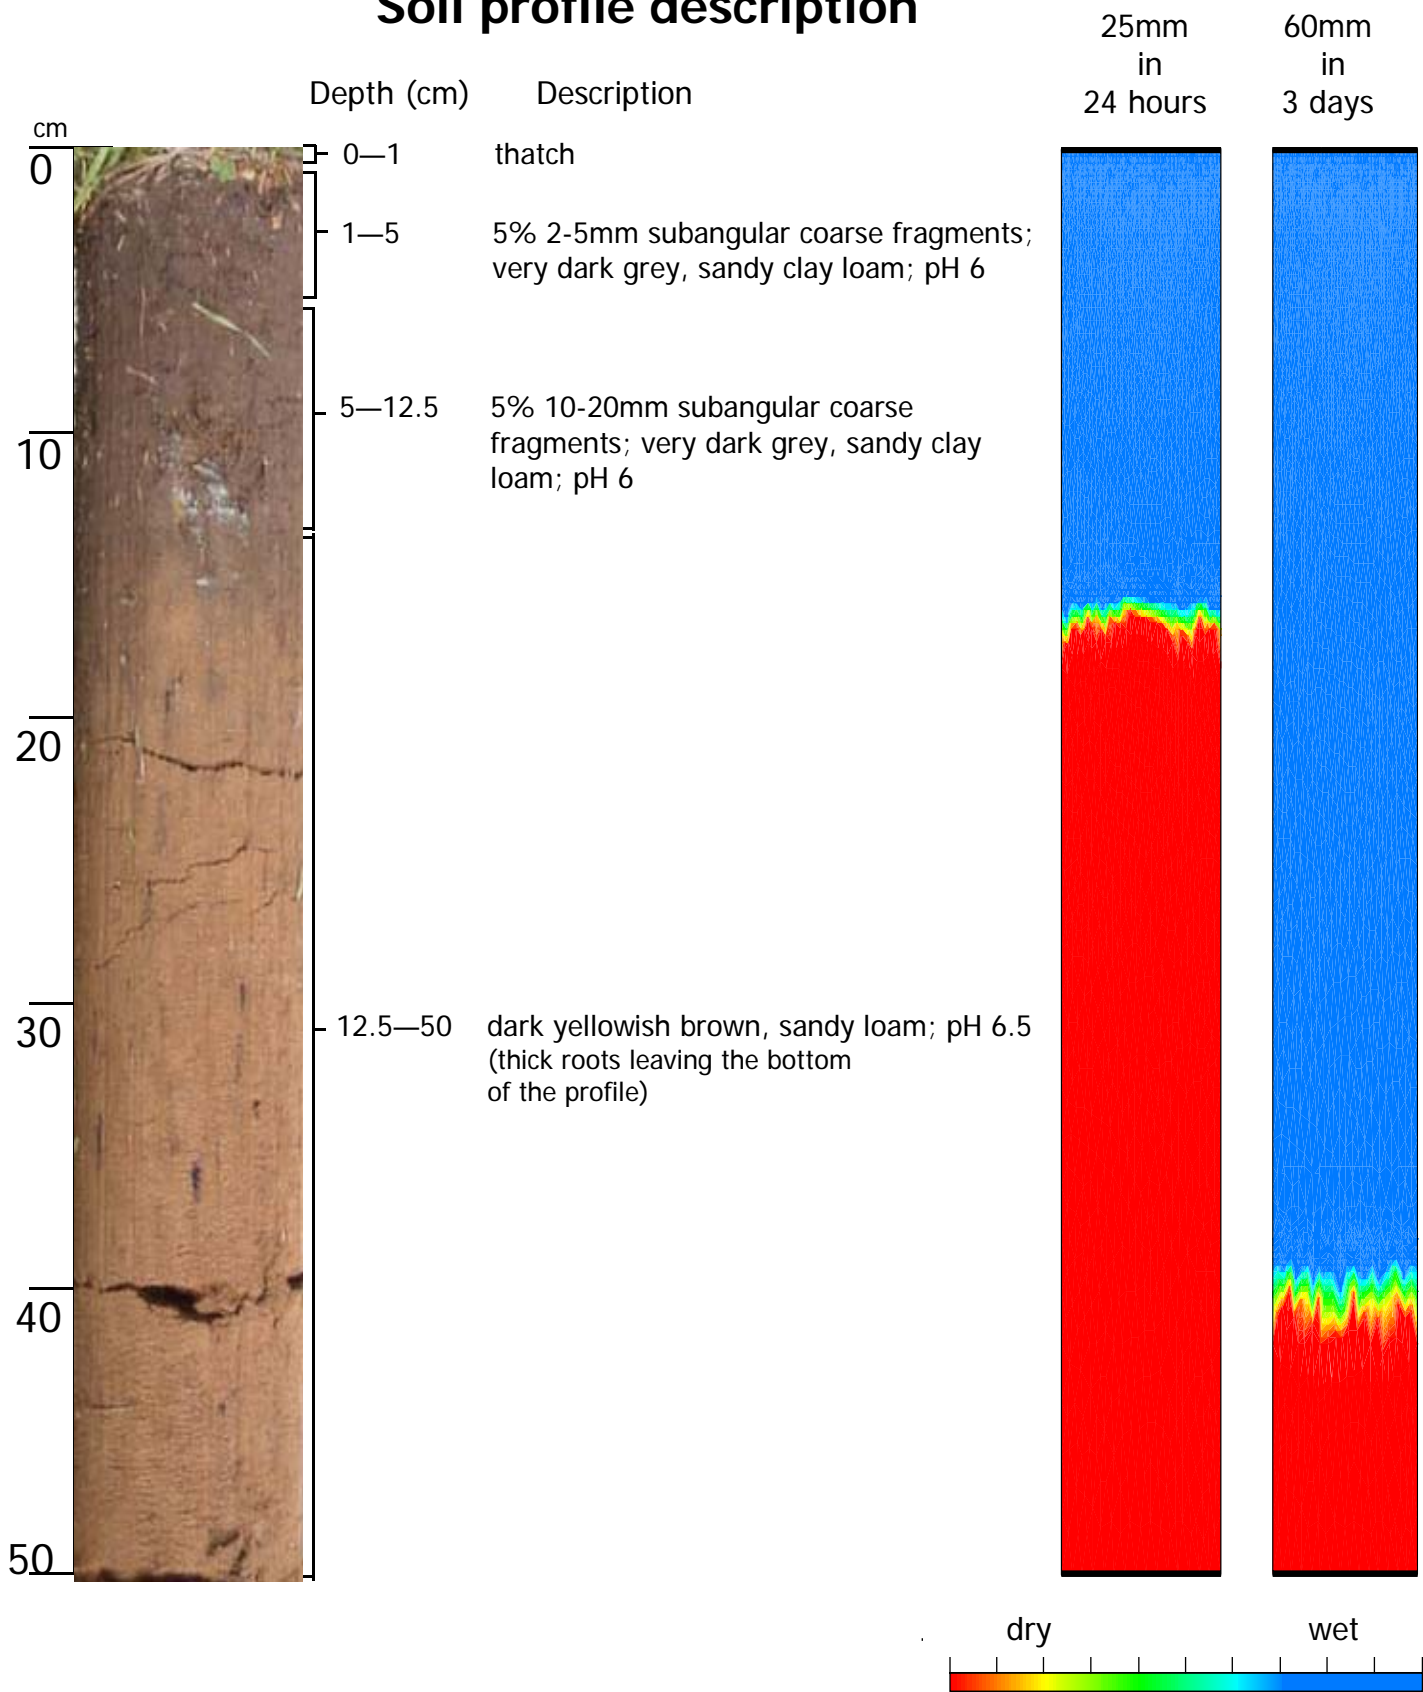 Soil profile description
25mm
in
24 hours
60mm
in
3 days
Depth (cm)
Description
cm
0
10
20
30
40
50
0—1
thatch
1—5
5% 2-5mm subangular coarse fragments;
very dark grey, sandy clay loam; pH 6
5—12.5
5% 10-20mm subangular coarse
fragments; very dark grey, sandy clay
loam; pH 6
12.5—50
dark yellowish brown, sandy loam; pH 6.5
(thick roots leaving the bottom
of the profile)
dry
wet